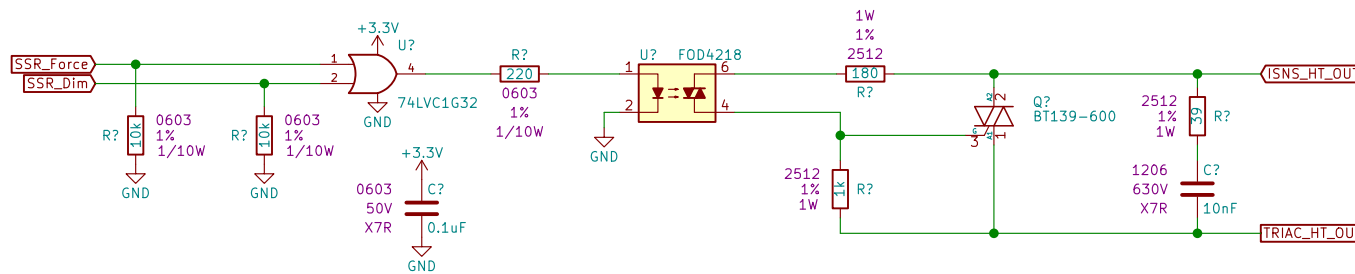 SSR_Force
SSR_Dim
R?
10k
0603
1%
1/10W
GND
R?
10k
0603
1%
1/10W
GND
+3.3V
U?
1
2
4
74LVC1G32
GND
+3.3V
0603
50V
X7R
C?
0.1uF
GND
R?
220
0603
1%
1/10W
U?
FOD4218
1
2
6
4
GND
1W
1%
2512
180
R?
2512
1%
1W
1k
R?
Q?
BT139-600
A2
2
G
3
A1
1
2512
1%
1W
39
R?
1206
630V
X7R
C?
10nF
ISNS_HT_OUT
TRIAC_HT_OU